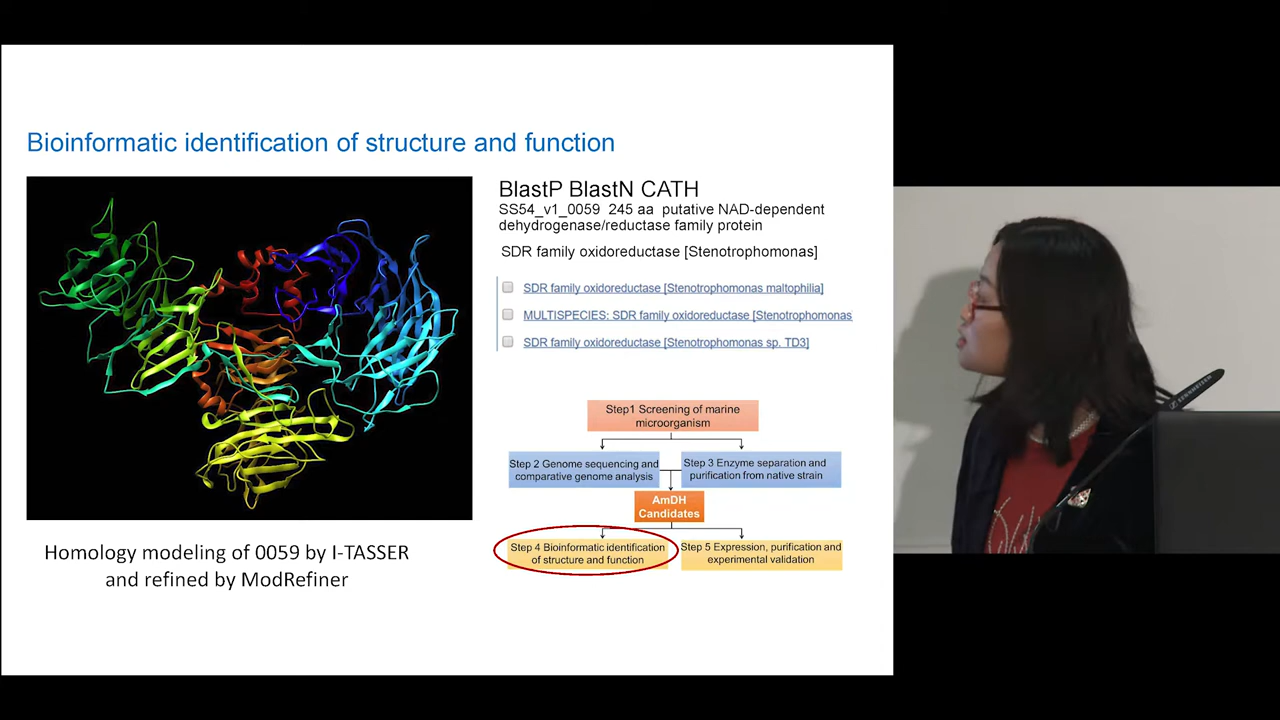 Bioinformatic identification of structure and function
BlastP BlastN CATH
SS54_v1_0059 245 aa putative NAD-dependent
dehydrogenase/reductase family protein
SDR family oxidoreductase [Stenotrophomonas]
SDR family oxidoreductase [Stenotrophomonas maltophilia]
MULTISPECIES: SDR family oxidoreductase [Stenotrophomonas
SDR family oxidoreductase [Stenotrophomonas sp. TD3]
Step1 Screening of marine
microorganism
Step 2 Genome sequencing and
comparative genome analysis
Step 3 Enzyme separation and
purification from native strain
AmDH
Candidates
Step 4 Bioinformatic identification
of structure and function
Step 5 Expression, purification and
experimental validation
Homology modeling of 0059 by I-TASSER
and refined by ModRefiner
SENNHEISER